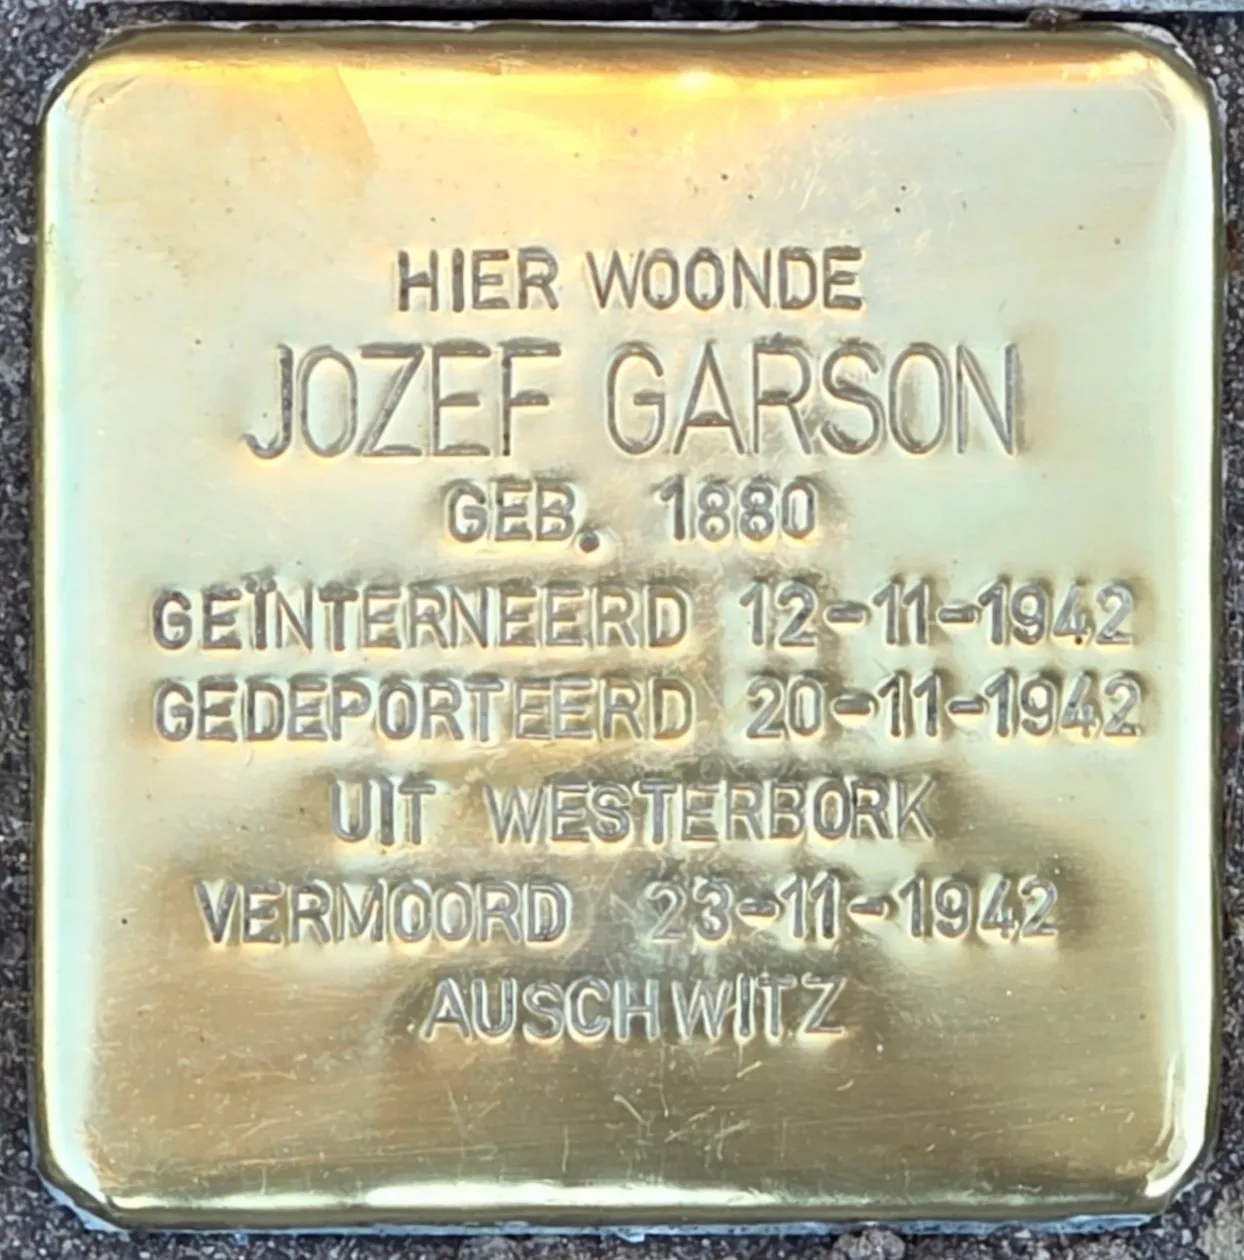 HIER WOONDE
JOZEF GARSON
GEB. 1880
GEÏNTERNEERD 12-11-1942
GEDEPORTEERD 20-11-1942
UIT WESTERBORK
VERMOORD 23-11-1942
AUSCHWITZ